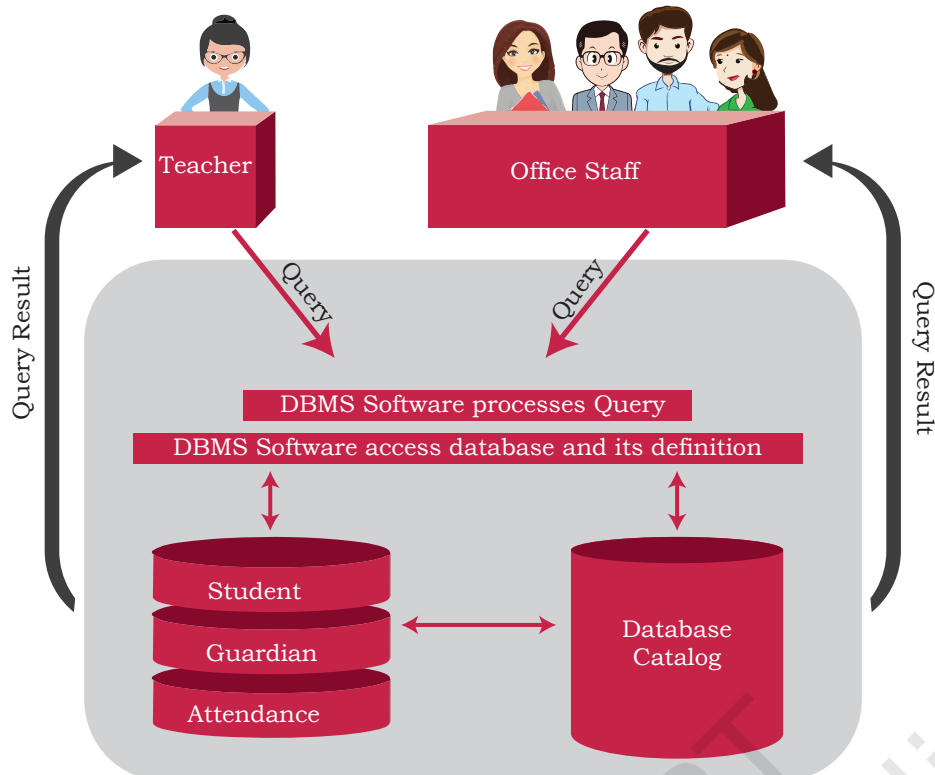 Teacher
Office Staff
Query Result
Query
Query
Query Result
DBMS Software processes Query
DBMS Software access database and its definition
Student
Guardian
Attendance
Database
Catalog